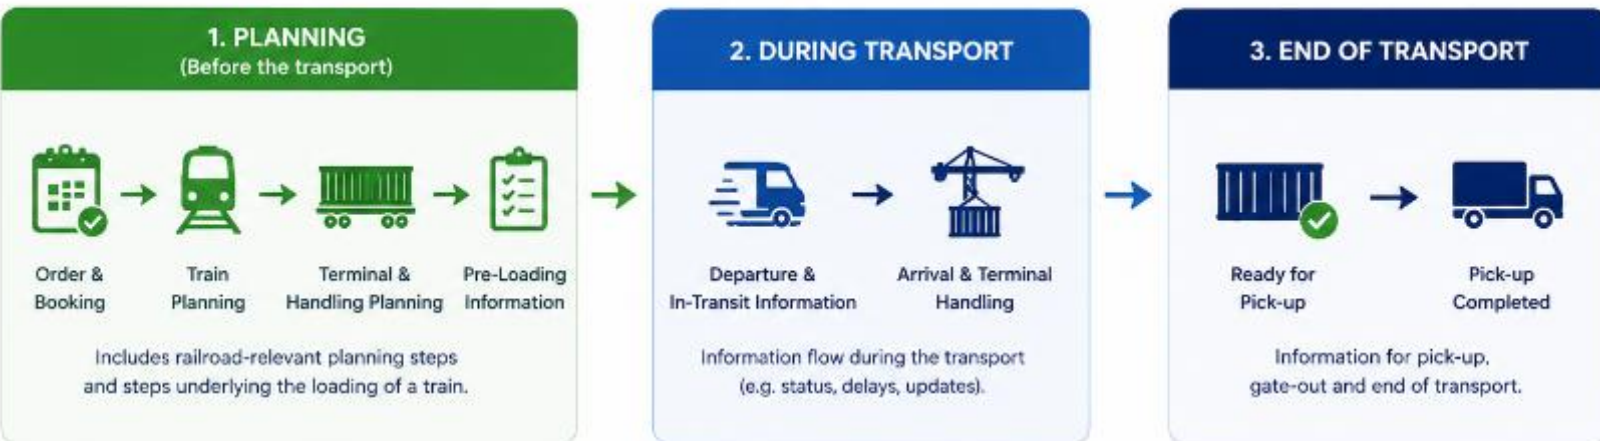 1. PLANNING
(Before the transport)
Order &
Booking
Train
Planning
Terminal &
Handling Planning
Pre-Loading
Information
Includes railroad-relevant planning steps
and steps underlying the loading of a train.
2. DURING TRANSPORT
Departure &
In-Transit Information
Arrival & Terminal
Handling
Information flow during the transport
(e.g. status, delays, updates).
3. END OF TRANSPORT
Ready for
Pick-up
Pick-up
Completed
Information for pick-up,
gate-out and end of transport.